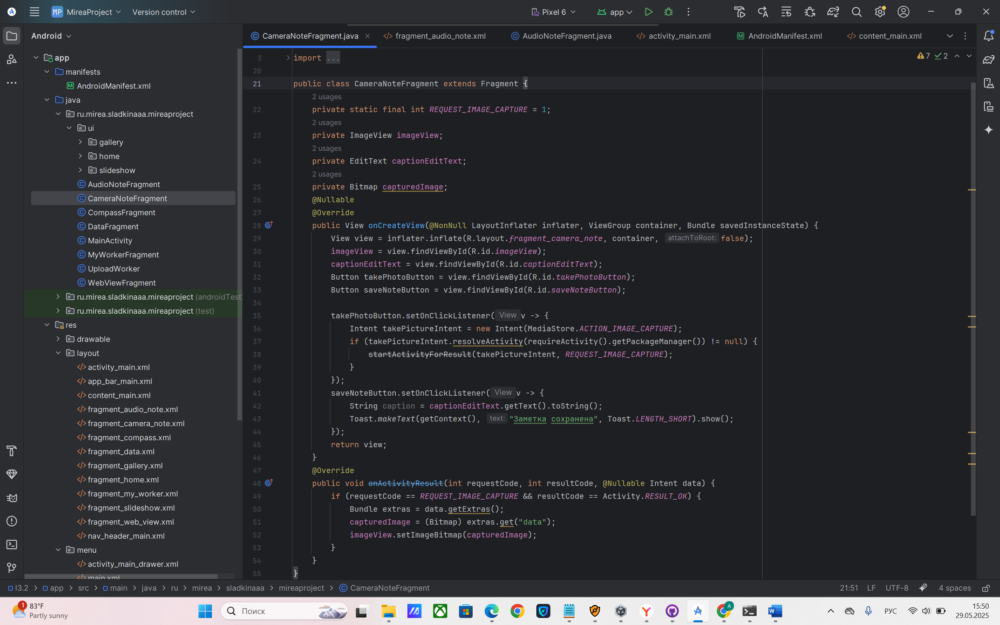 MP MireaProject Version control Pixel 6 app
Android
CameraNoteFragment.java fragment_audio_note.xml AudioNoteFragment.java activity_main.xml AndroidManifest.xml content_main.xml
app
manifests
AndroidManifest.xml
java
ru.mirea.sladkinaaa.mireaproject
ui
gallery
home
slideshow
AudioNoteFragment
CameraNoteFragment
CompassFragment
DataFragment
MainActivity
MyWorkerFragment
UploadWorker
WebViewFragment
ru.mirea.sladkinaaa.mireaproject (androidTest)
ru.mirea.sladkinaaa.mireaproject (test)
res
drawable
layout
activity_main.xml
app_bar_main.xml
content_main.xml
fragment_audio_note.xml
fragment_camera_note.xml
fragment_compass.xml
fragment_data.xml
fragment_gallery.xml
fragment_home.xml
fragment_my_worker.xml
fragment_slideshow.xml
fragment_web_view.xml
nav_header_main.xml
menu
activity_main_drawer.xml
main.xml
7 2
3 import ...
20
21 public class CameraNoteFragment extends Fragment {
2 usages
22 private static final int REQUEST_IMAGE_CAPTURE = 1;
2 usages
23 private ImageView imageView;
2 usages
24 private EditText captionEditText;
2 usages
25 private Bitmap capturedImage;
26 @Nullable
27 @Override
28 public View onCreateView(@NonNull LayoutInflater inflater, ViewGroup container, Bundle savedInstanceState) {
29 View view = inflater.inflate(R.layout.fragment_camera_note, container, attachToRoot: false);
30 imageView = view.findViewById(R.id.imageView);
31 captionEditText = view.findViewById(R.id.captionEditText);
32 Button takePhotoButton = view.findViewById(R.id.takePhotoButton);
33 Button saveNoteButton = view.findViewById(R.id.saveNoteButton);
34
35 takePhotoButton.setOnClickListener( View v -> {
36 Intent takePictureIntent = new Intent(MediaStore.ACTION_IMAGE_CAPTURE);
37 if (takePictureIntent.resolveActivity(requireActivity().getPackageManager()) != null) {
38 startActivityForResult(takePictureIntent, REQUEST_IMAGE_CAPTURE);
39 }
40 });
41 saveNoteButton.setOnClickListener( View v -> {
42 String caption = captionEditText.getText().toString();
43 Toast.makeText(getContext(), text: "Заметка сохранена", Toast.LENGTH_SHORT).show();
44 });
45 return view;
46 }
47 @Override
48 public void onActivityResult(int requestCode, int resultCode, @Nullable Intent data) {
49 if (requestCode == REQUEST_IMAGE_CAPTURE && resultCode == Activity.RESULT_OK) {
50 Bundle extras = data.getExtras();
51 capturedImage = (Bitmap) extras.get("data");
52 imageView.setImageBitmap(capturedImage);
53 }
54 }
55 }
l3.2 > app > src > main > java > ru > mirea > sladkinaaa > mireaproject > CameraNoteFragment 21:51 LF UTF-8 4 spaces
1 83°F
Partly sunny
Поиск
A
W
РУС
15:50
29.05.2025